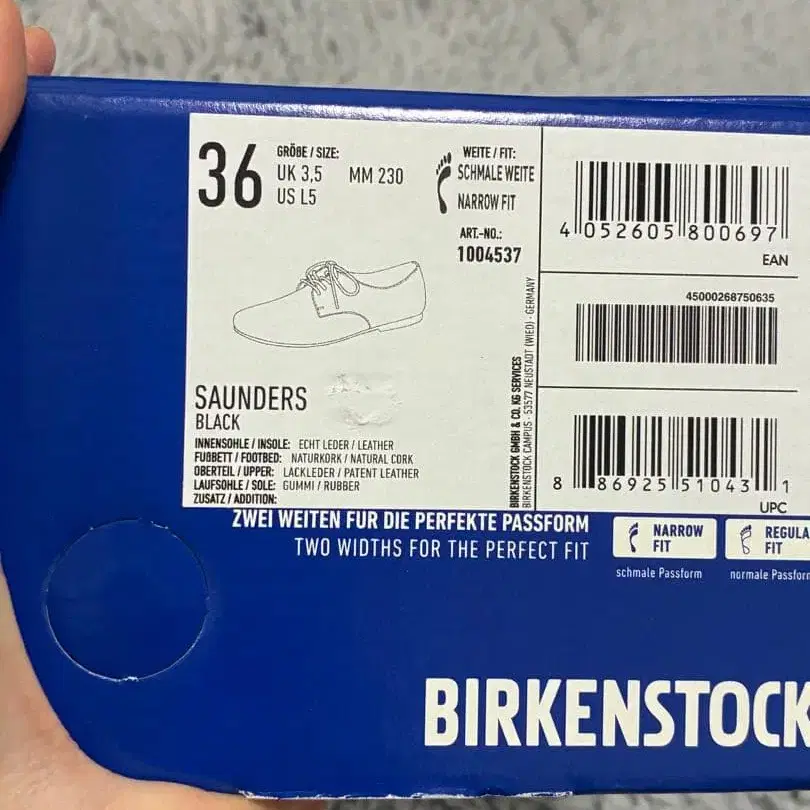 36
GRÖßE / SIZE:
UK 3,5
US L5
MM 230
WEITE / FIT:
SCHMALE WEITE
NARROW FIT
ART.-NO.:
1004537
4 052605 800697
EAN
45000268750635
8 86925 51043 1
UPC
BIRKENSTOCK GMBH & CO. KG SERVICES
BIRKENSTOCK CAMPUS · 53577 NEUSTADT (WIED) · GERMANY
SAUNDERS
BLACK
INNENSOHLE / INSOLE: ECHT LEDER / LEATHER
FUßBETT / FOOTBED: NATURKORK / NATURAL CORK
OBERTEIL / UPPER: LACKLEDER / PATENT LEATHER
LAUFSOHLE / SOLE: GUMMI / RUBBER
ZUSATZ / ADDITION:
ZWEI WEITEN FÜR DIE PERFEKTE PASSFORM
TWO WIDTHS FOR THE PERFECT FIT
NARROW
FIT
schmale Passform
REGULA
FIT
normale Passfor
BIRKENSTOCK